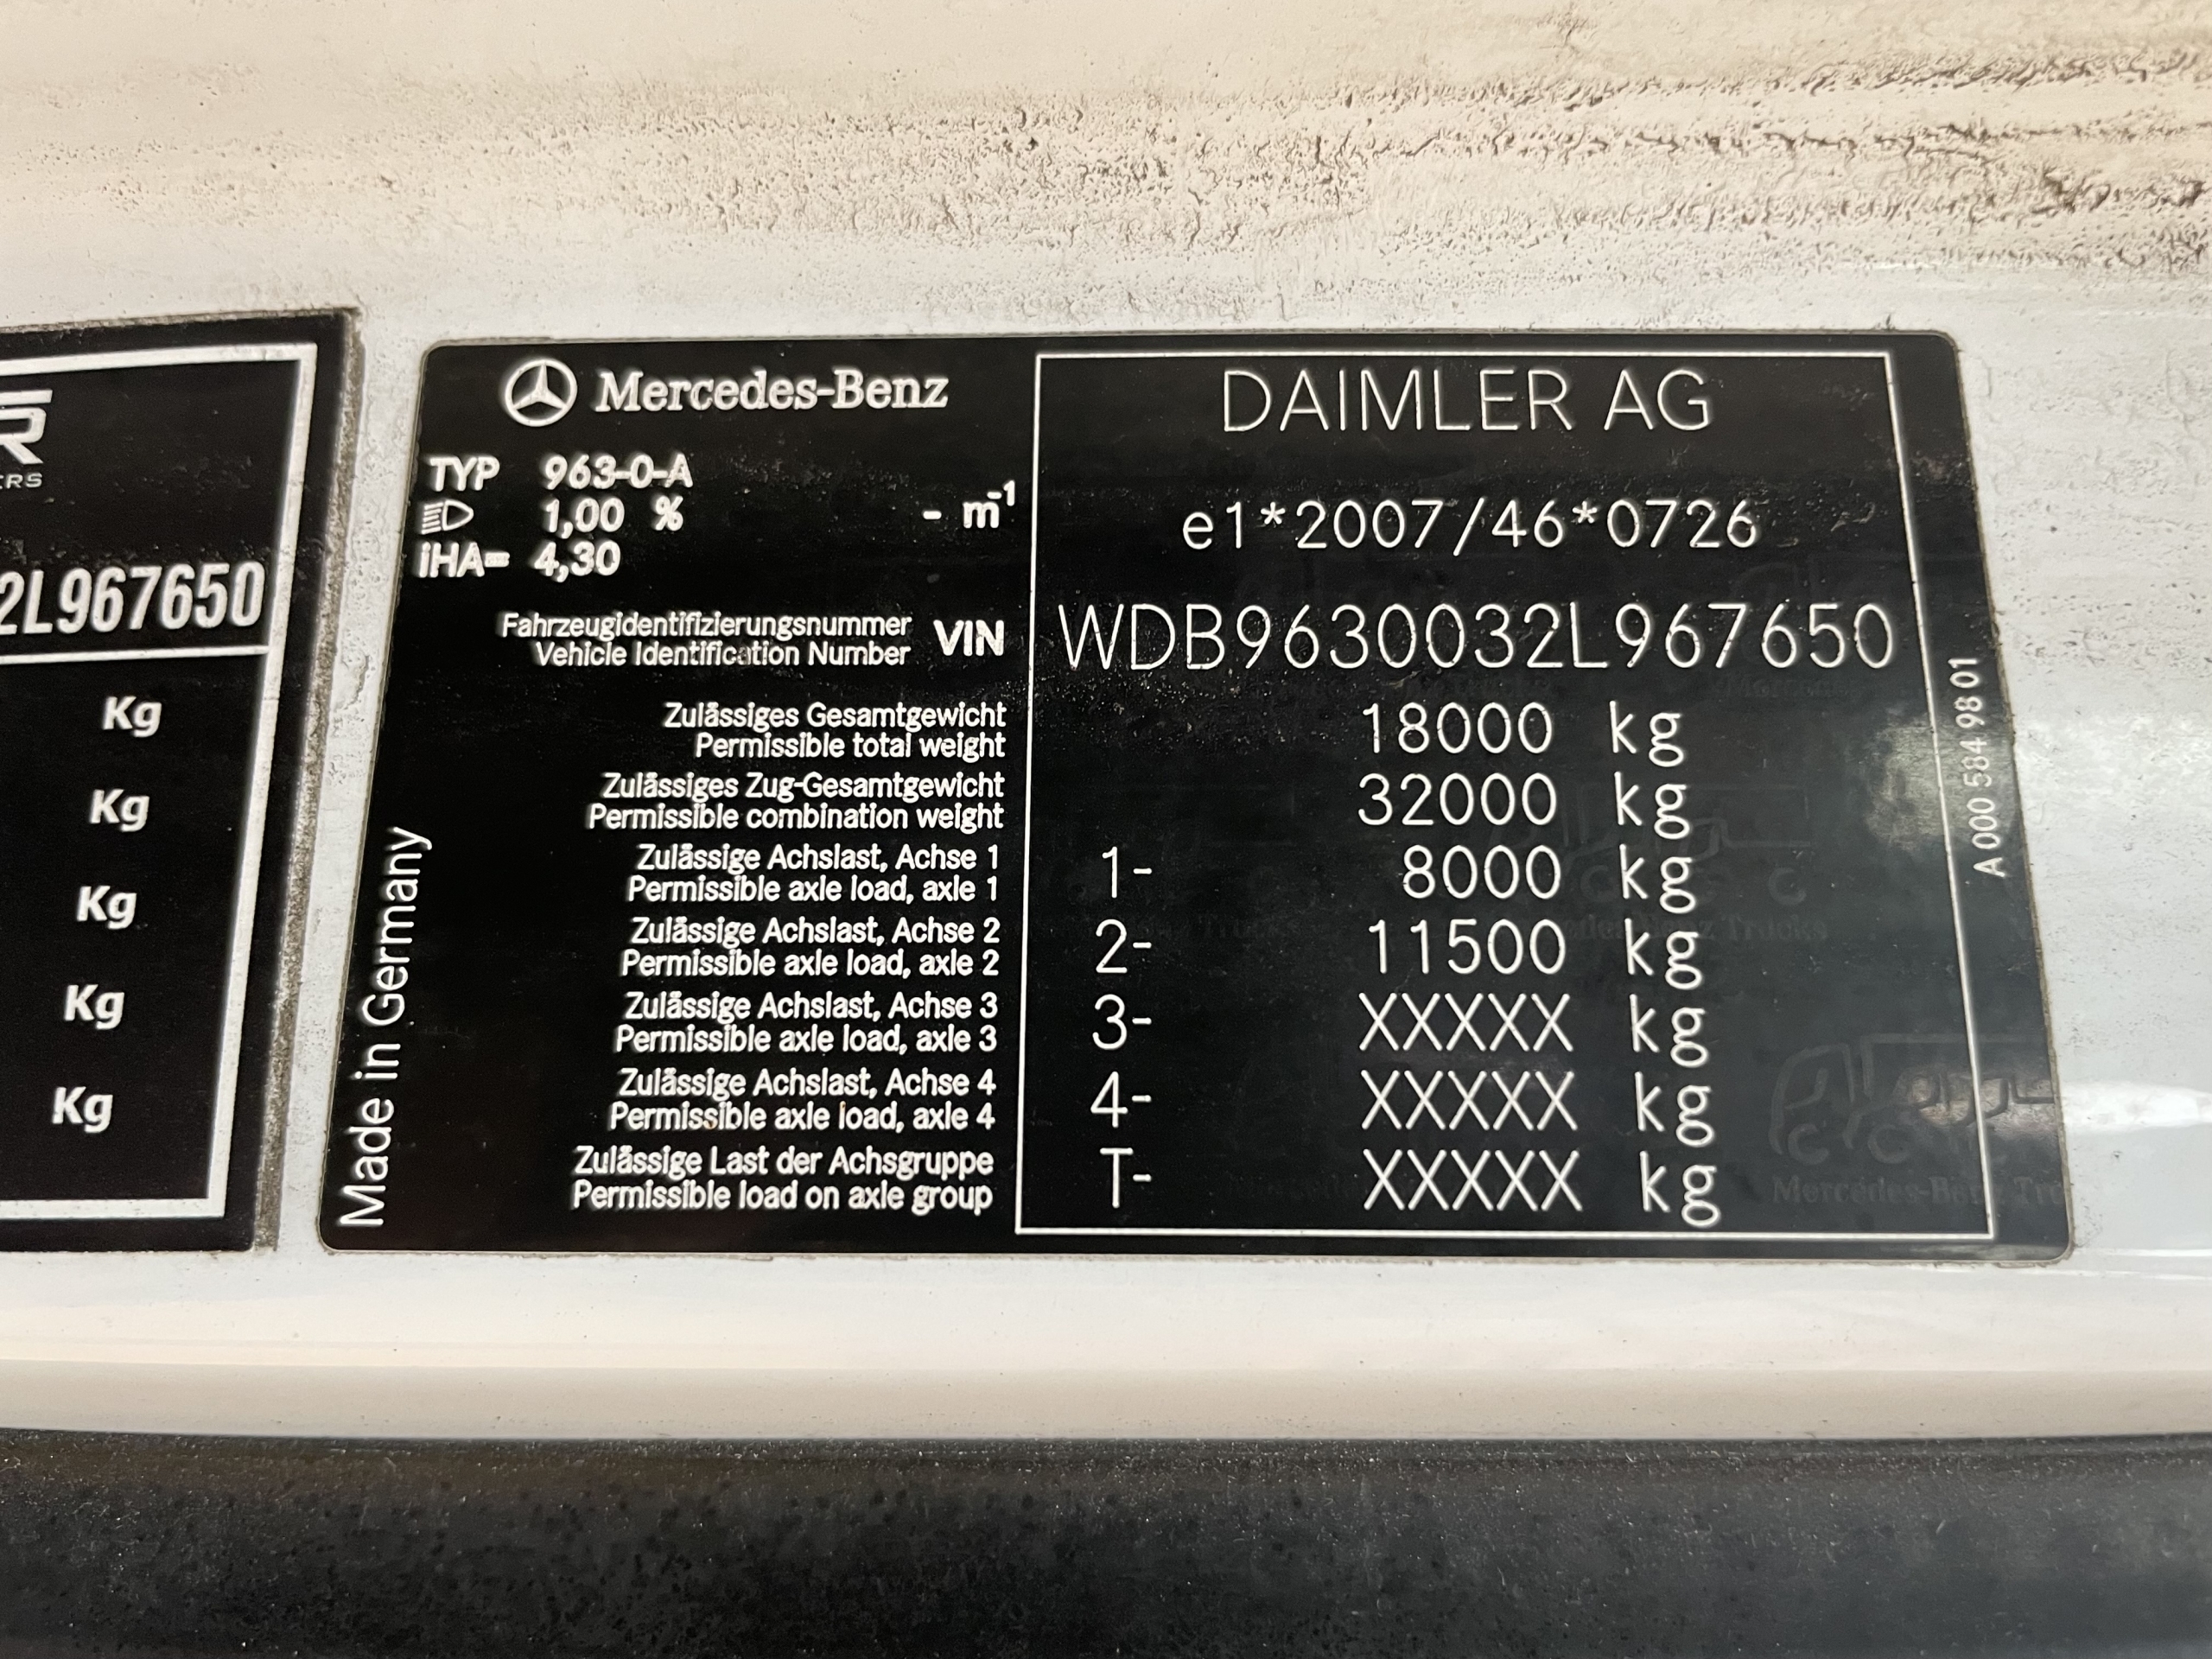 R
ERS
2L967650
Kg
Kg
Kg
Kg
Kg
Mercedes-Benz
TYP 963-0-A
1,00 % - m-1
iHA= 4,30
Fahrzeugidentifizierungsnummer
Vehicle Identification Number
VIN
Zulässiges Gesamtgewicht
Permissible total weight
Zulässiges Zug-Gesamtgewicht
Permissible combination weight
Zulässige Achslast, Achse 1
Permissible axle load, axle 1
Zulässige Achslast, Achse 2
Permissible axle load, axle 2
Zulässige Achslast, Achse 3
Permissible axle load, axle 3
Zulässige Achslast, Achse 4
Permissible axle load, axle 4
Zulässige Last der Achsgruppe
Permissible load on axle group
Made in Germany
DAIMLER AG
e1*2007/46*0726
WDB9630032L967650
18000 kg
32000 kg
1- 8000 kg
2- 11500 kg
3- XXXXX kg
4- XXXXX kg
T- XXXXX kg
A 000 584 98 01